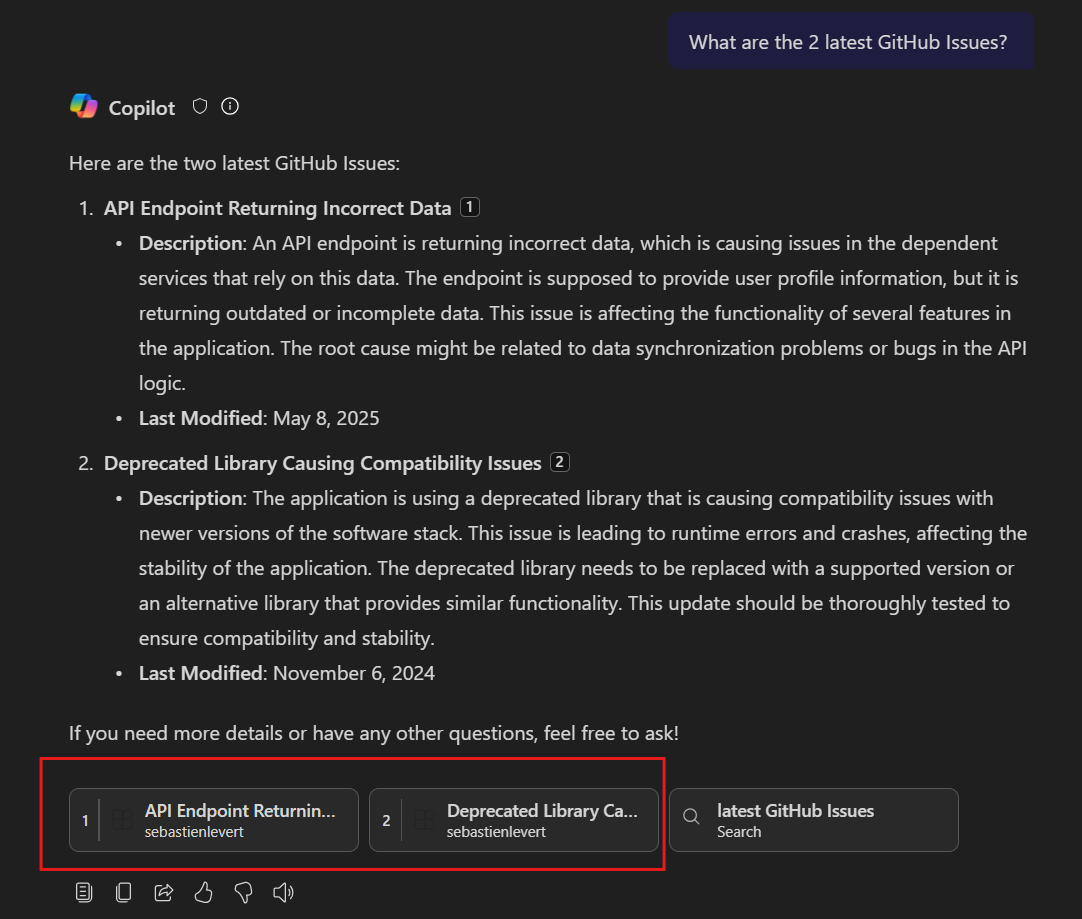 What are the 2 latest GitHub Issues?
Copilot
Here are the two latest GitHub Issues:
1. API Endpoint Returning Incorrect Data 1
• Description: An API endpoint is returning incorrect data, which is causing issues in the dependent
services that rely on this data. The endpoint is supposed to provide user profile information, but it is
returning outdated or incomplete data. This issue is affecting the functionality of several features in
the application. The root cause might be related to data synchronization problems or bugs in the API
logic.
• Last Modified: May 8, 2025
2. Deprecated Library Causing Compatibility Issues 2
• Description: The application is using a deprecated library that is causing compatibility issues with
newer versions of the software stack. This issue is leading to runtime errors and crashes, affecting the
stability of the application. The deprecated library needs to be replaced with a supported version or
an alternative library that provides similar functionality. This update should be thoroughly tested to
ensure compatibility and stability.
• Last Modified: November 6, 2024
If you need more details or have any other questions, feel free to ask!
1 API Endpoint Returnin...
sebastienlevert
2 Deprecated Library Ca...
sebastienlevert
latest GitHub Issues
Search